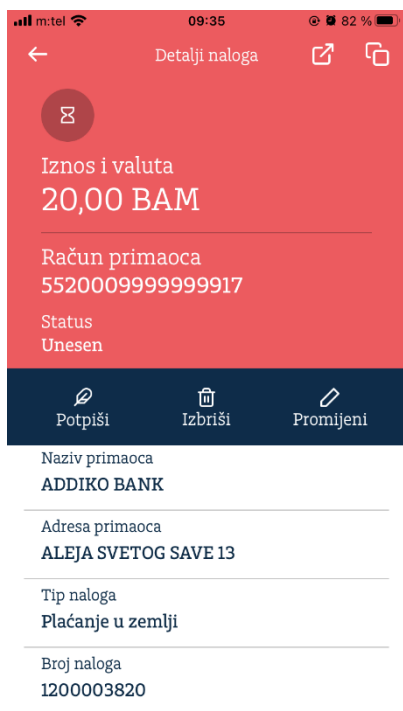 m:tel 09:35 82 %
Detalji naloga
Iznos i valuta
20,00 BAM
Račun primaoca
5520009999999917
Status
Unesen
Potpiši Izbriši Promijeni
Naziv primaoca
ADDIKO BANK
Adresa primaoca
ALEJA SVETOG SAVE 13
Tip naloga
Plaćanje u zemlji
Broj naloga
1200003820